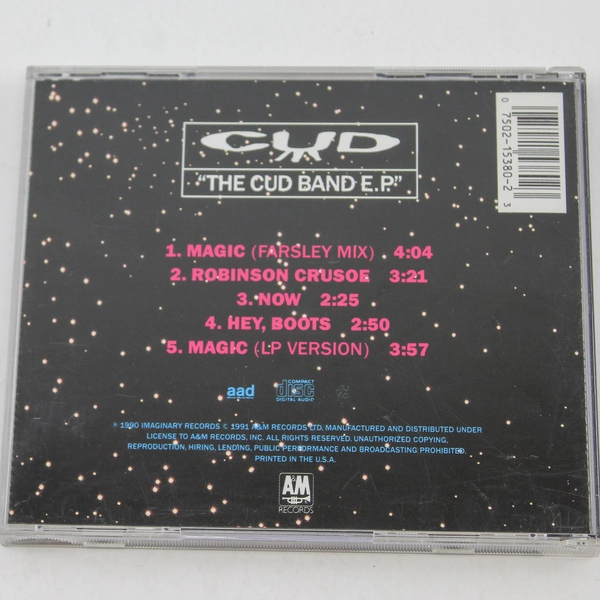 CUD
"THE CUD BAND E.P."
0 7502-15380-2 3
1. MAGIC (FARSLEY MIX) 4:04
2. ROBINSON CRUSOE 3:21
3. NOW 2:25
4. HEY, BOOTS 2:50
5. MAGIC (LP VERSION) 3:57
aad
COMPACT
disc
DIGITAL AUDIO
℗ 1990 IMAGINARY RECORDS © 1991 A&M RECORDS LTD. MANUFACTURED AND DISTRIBUTED UNDER
LICENSE TO A&M RECORDS, INC. ALL RIGHTS RESERVED. UNAUTHORIZED COPYING,
REPRODUCTION, HIRING, LENDING, PUBLIC PERFORMANCE AND BROADCASTING PROHIBITED.
PRINTED IN THE U.S.A.
A&M
RECORDS